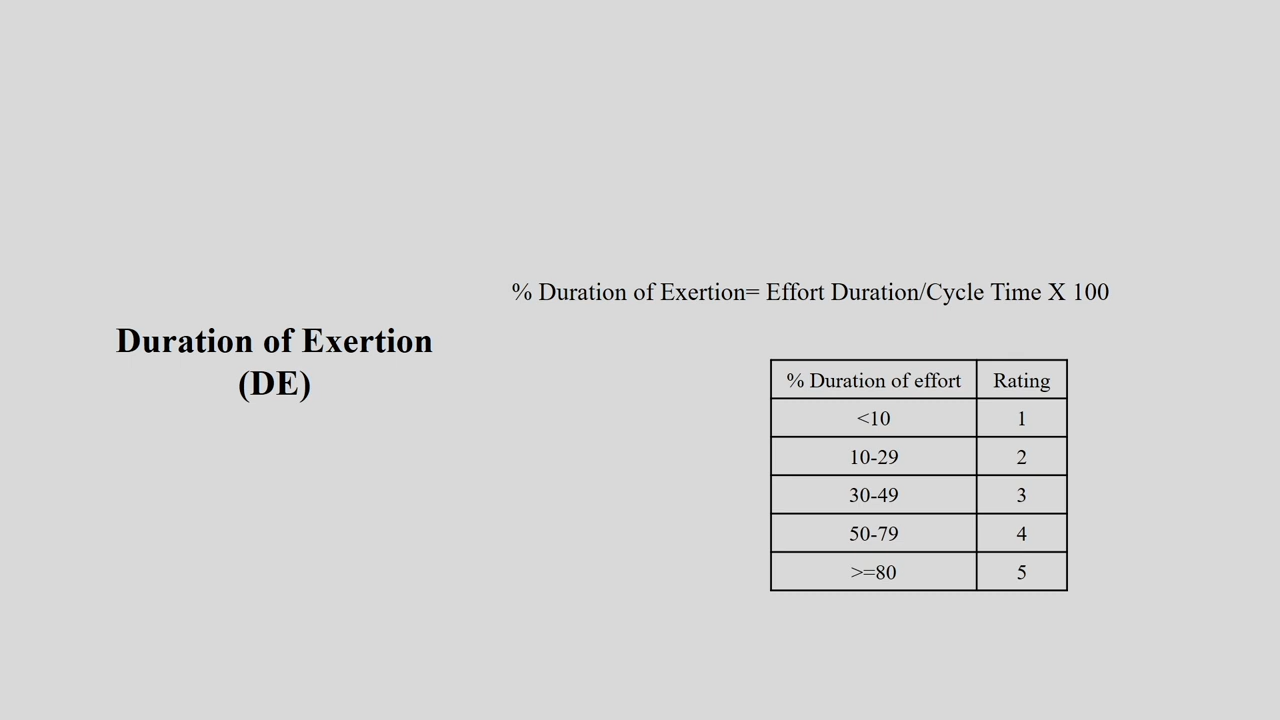 Duration of Exertion
(DE)
% Duration of Exertion= Effort Duration/Cycle Time X 100
% Duration of effort Rating
<10 1
10-29 2
30-49 3
50-79 4
>=80 5